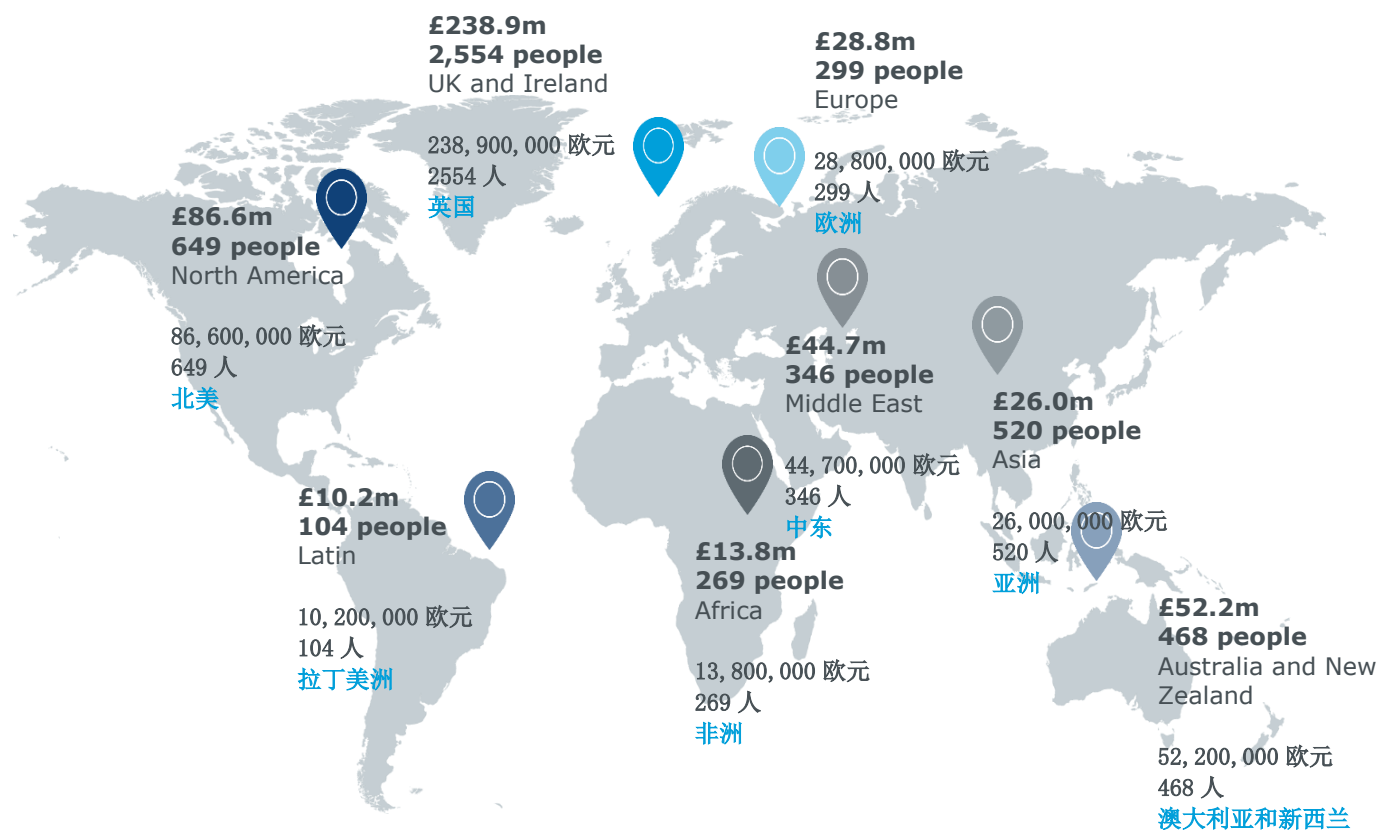 £238.9m
2,554 people
UK and Ireland
238,900,000 欧元
2554 人
英国
£28.8m
299 people
Europe
28,800,000 欧元
299 人
欧洲
£86.6m
649 people
North America
86,600,000 欧元
649 人
北美
£44.7m
346 people
Middle East
44,700,000 欧元
346 人
中东
£26.0m
520 people
Asia
26,000,000 欧元
520 人
亚洲
£10.2m
104 people
Latin
10,200,000 欧元
104 人
拉丁美洲
£13.8m
269 people
Africa
13,800,000 欧元
269 人
非洲
£52.2m
468 people
Australia and New
Zealand
52,200,000 欧元
468 人
澳大利亚和新西兰